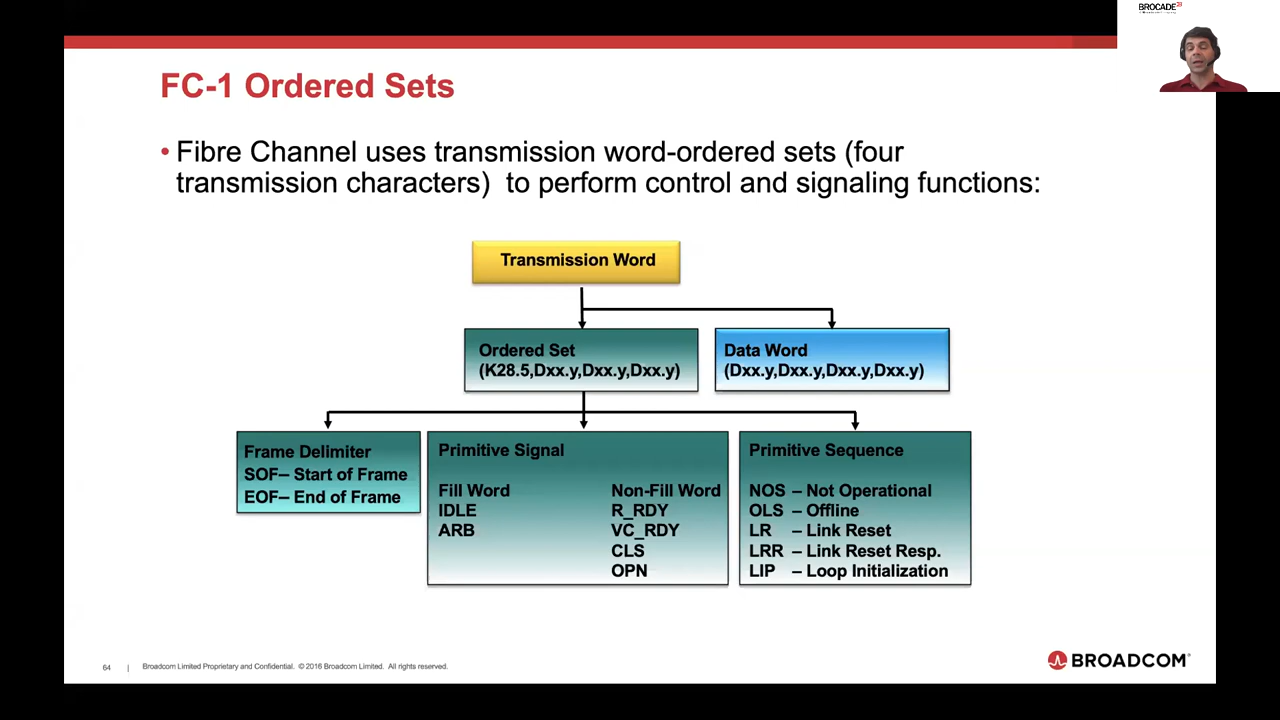 BROCADE
FC-1 Ordered Sets
• Fibre Channel uses transmission word-ordered sets (four
transmission characters) to perform control and signaling functions:
Transmission Word
Ordered Set
(K28.5,Dxx.y,Dxx.y,Dxx.y)
Data Word
(Dxx.y,Dxx.y,Dxx.y,Dxx.y)
Frame Delimiter
SOF– Start of Frame
EOF– End of Frame
Primitive Signal
Fill Word
IDLE
ARB
Non-Fill Word
R_RDY
VC_RDY
CLS
OPN
Primitive Sequence
NOS – Not Operational
OLS – Offline
LR – Link Reset
LRR – Link Reset Resp.
LIP – Loop Initialization
64 | Broadcom Limited Proprietary and Confidential. © 2016 Broadcom Limited. All rights reserved.
BROADCOM®